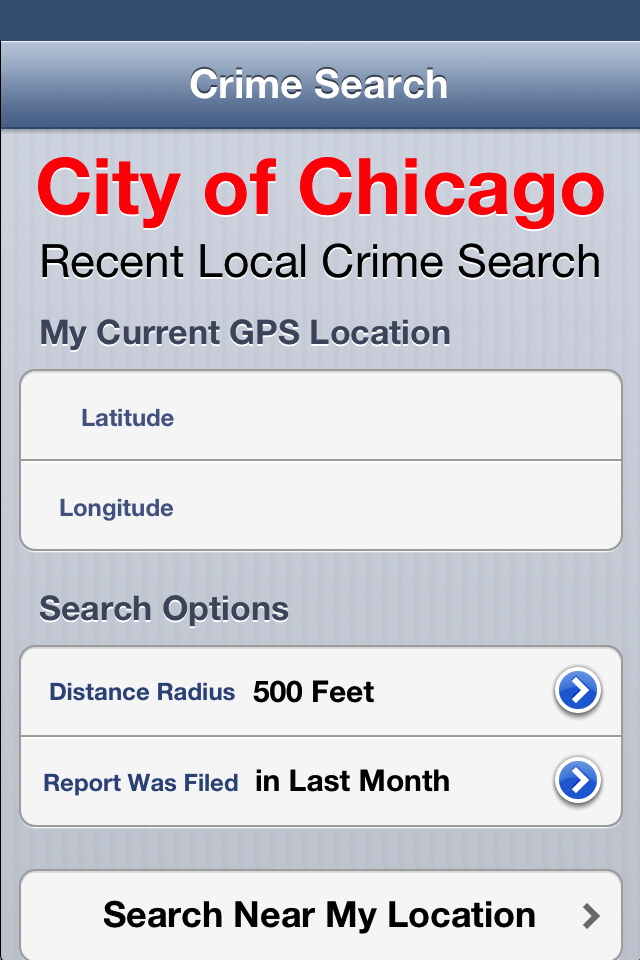 Crime Search
City of Chicago
Recent Local Crime Search
My Current GPS Location
Latitude
Longitude
Search Options
Distance Radius 500 Feet
Report Was Filed in Last Month
Search Near My Location